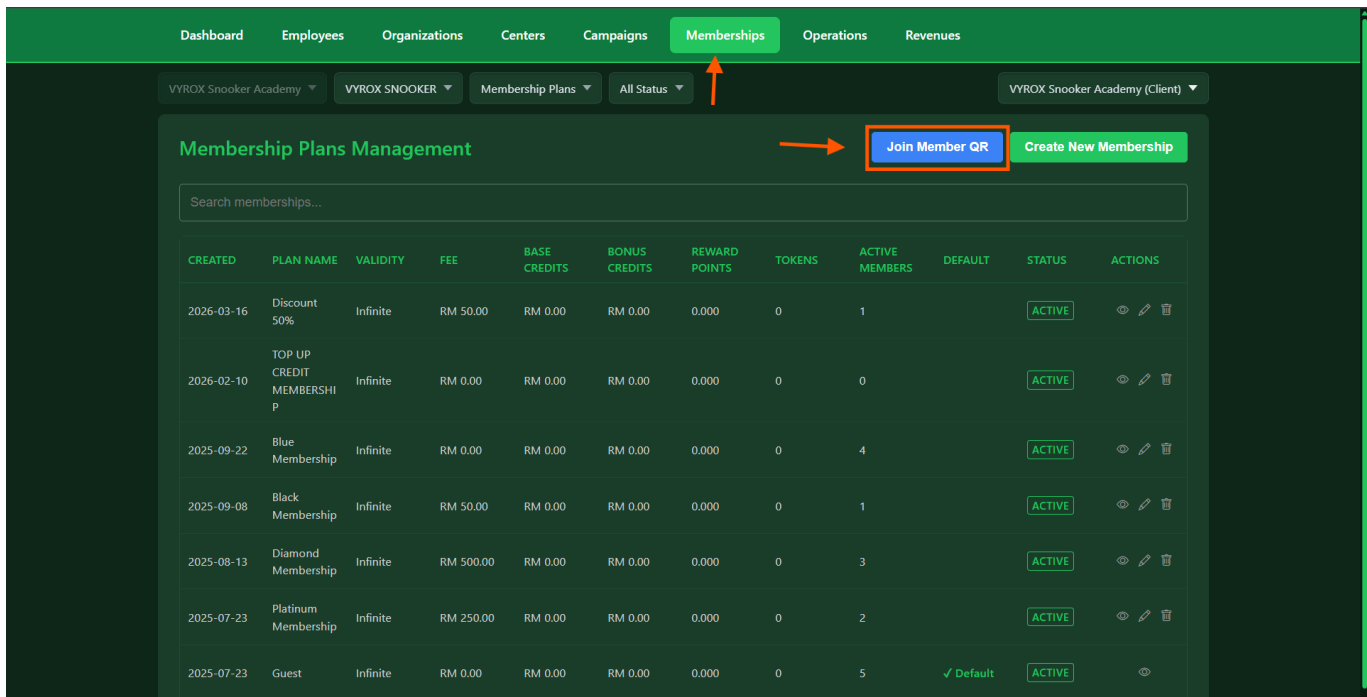 Dashboard Employees Organizations Centers Campaigns Memberships Operations Revenues
VYROX Snooker Academy VYROX SNOOKER Membership Plans All Status VYROX Snooker Academy (Client)
Membership Plans Management Join Member QR Create New Membership
Search memberships...
CREATED PLAN NAME VALIDITY FEE BASE CREDITS BONUS CREDITS REWARD POINTS TOKENS ACTIVE MEMBERS DEFAULT STATUS ACTIONS
2026-03-16 Discount 50% Infinite RM 50.00 RM 0.00 RM 0.00 0.000 0 1 ACTIVE
2026-02-10 TOP UP CREDIT MEMBERSHIP Infinite RM 0.00 RM 0.00 RM 0.00 0.000 0 0 ACTIVE
2025-09-22 Blue Membership Infinite RM 0.00 RM 0.00 RM 0.00 0.000 0 4 ACTIVE
2025-09-08 Black Membership Infinite RM 50.00 RM 0.00 RM 0.00 0.000 0 1 ACTIVE
2025-08-13 Diamond Membership Infinite RM 500.00 RM 0.00 RM 0.00 0.000 0 3 ACTIVE
2025-07-23 Platinum Membership Infinite RM 250.00 RM 0.00 RM 0.00 0.000 0 2 ACTIVE
2025-07-23 Guest Infinite RM 0.00 RM 0.00 RM 0.00 0.000 0 5 ✓ Default ACTIVE